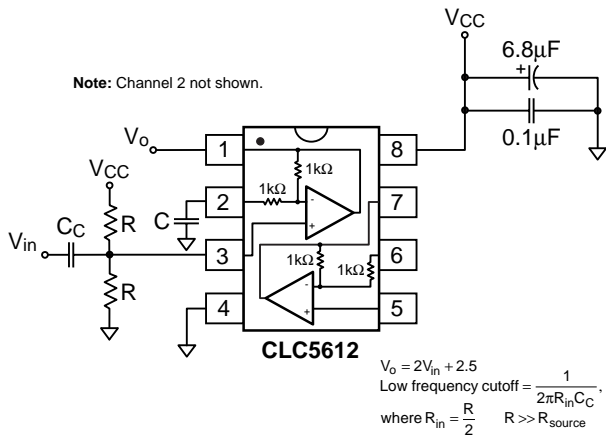 VCC
6.8µF
+
Note: Channel 2 not shown.
0.1µF
Vo
1
8
1kΩ
VCC
2
1kΩ
-
7
C
+
R
CC
Vin
3
6
1kΩ
1kΩ
-
R
4
+
5
CLC5612
Vo = 2Vin + 2.5
Low frequency cutoff = 1 / 2πRinCC,
where Rin = R / 2 R >> Rsource